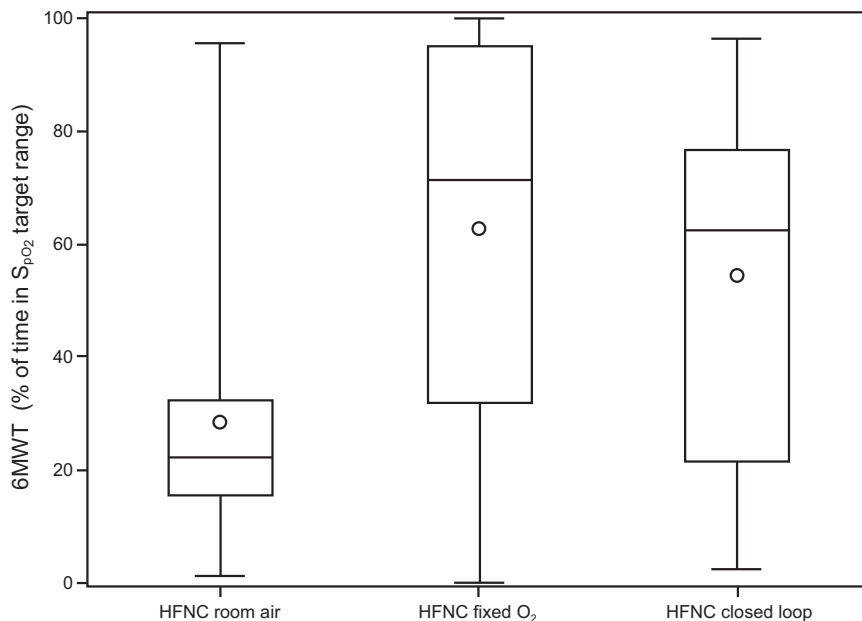 6MWT (% of time in SpO2 target range)
100
80
60
40
20
0
HFNC room air
HFNC fixed O2
HFNC closed loop